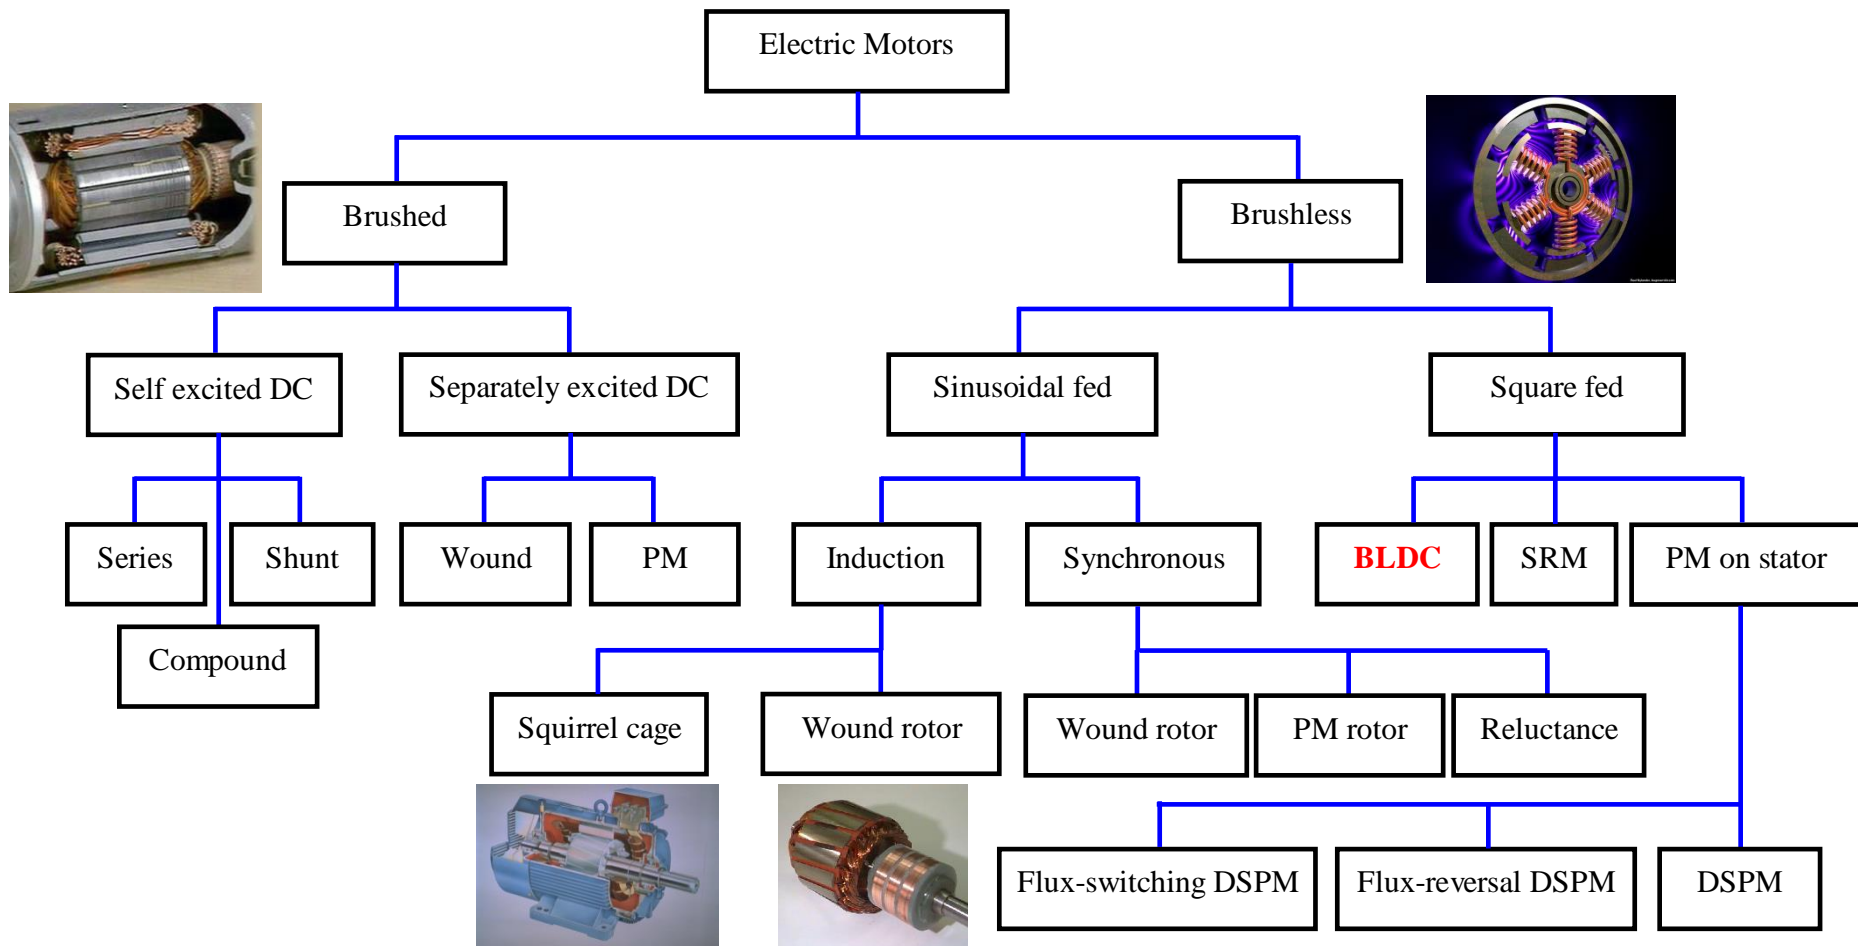 Electric Motors
Brushed
Brushless
Self excited DC
Separately excited DC
Sinusoidal fed
Square fed
Series
Shunt
Wound
PM
Induction
Synchronous
BLDC
SRM
PM on stator
Compound
Squirrel cage
Wound rotor
Wound rotor
PM rotor
Reluctance
Flux-switching DSPM
Flux-reversal DSPM
DSPM